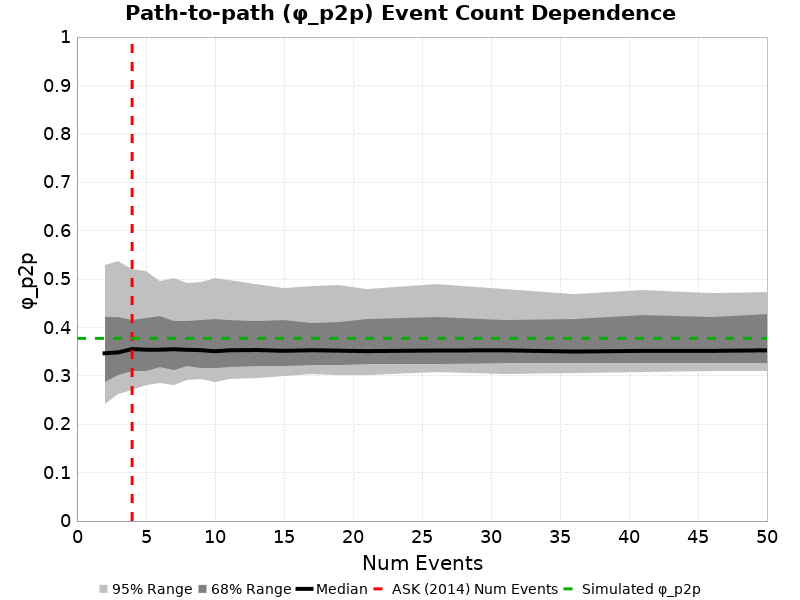 Path-to-path (φ_p2p) Event Count Dependence
1
0.9
0.8
0.7
0.6
0.5
0.4
0.3
0.2
0.1
0
φ_p2p
0 5 10 15 20 25 30 35 40 45 50
Num Events
95% Range 68% Range Median ASK (2014) Num Events Simulated φ_p2p